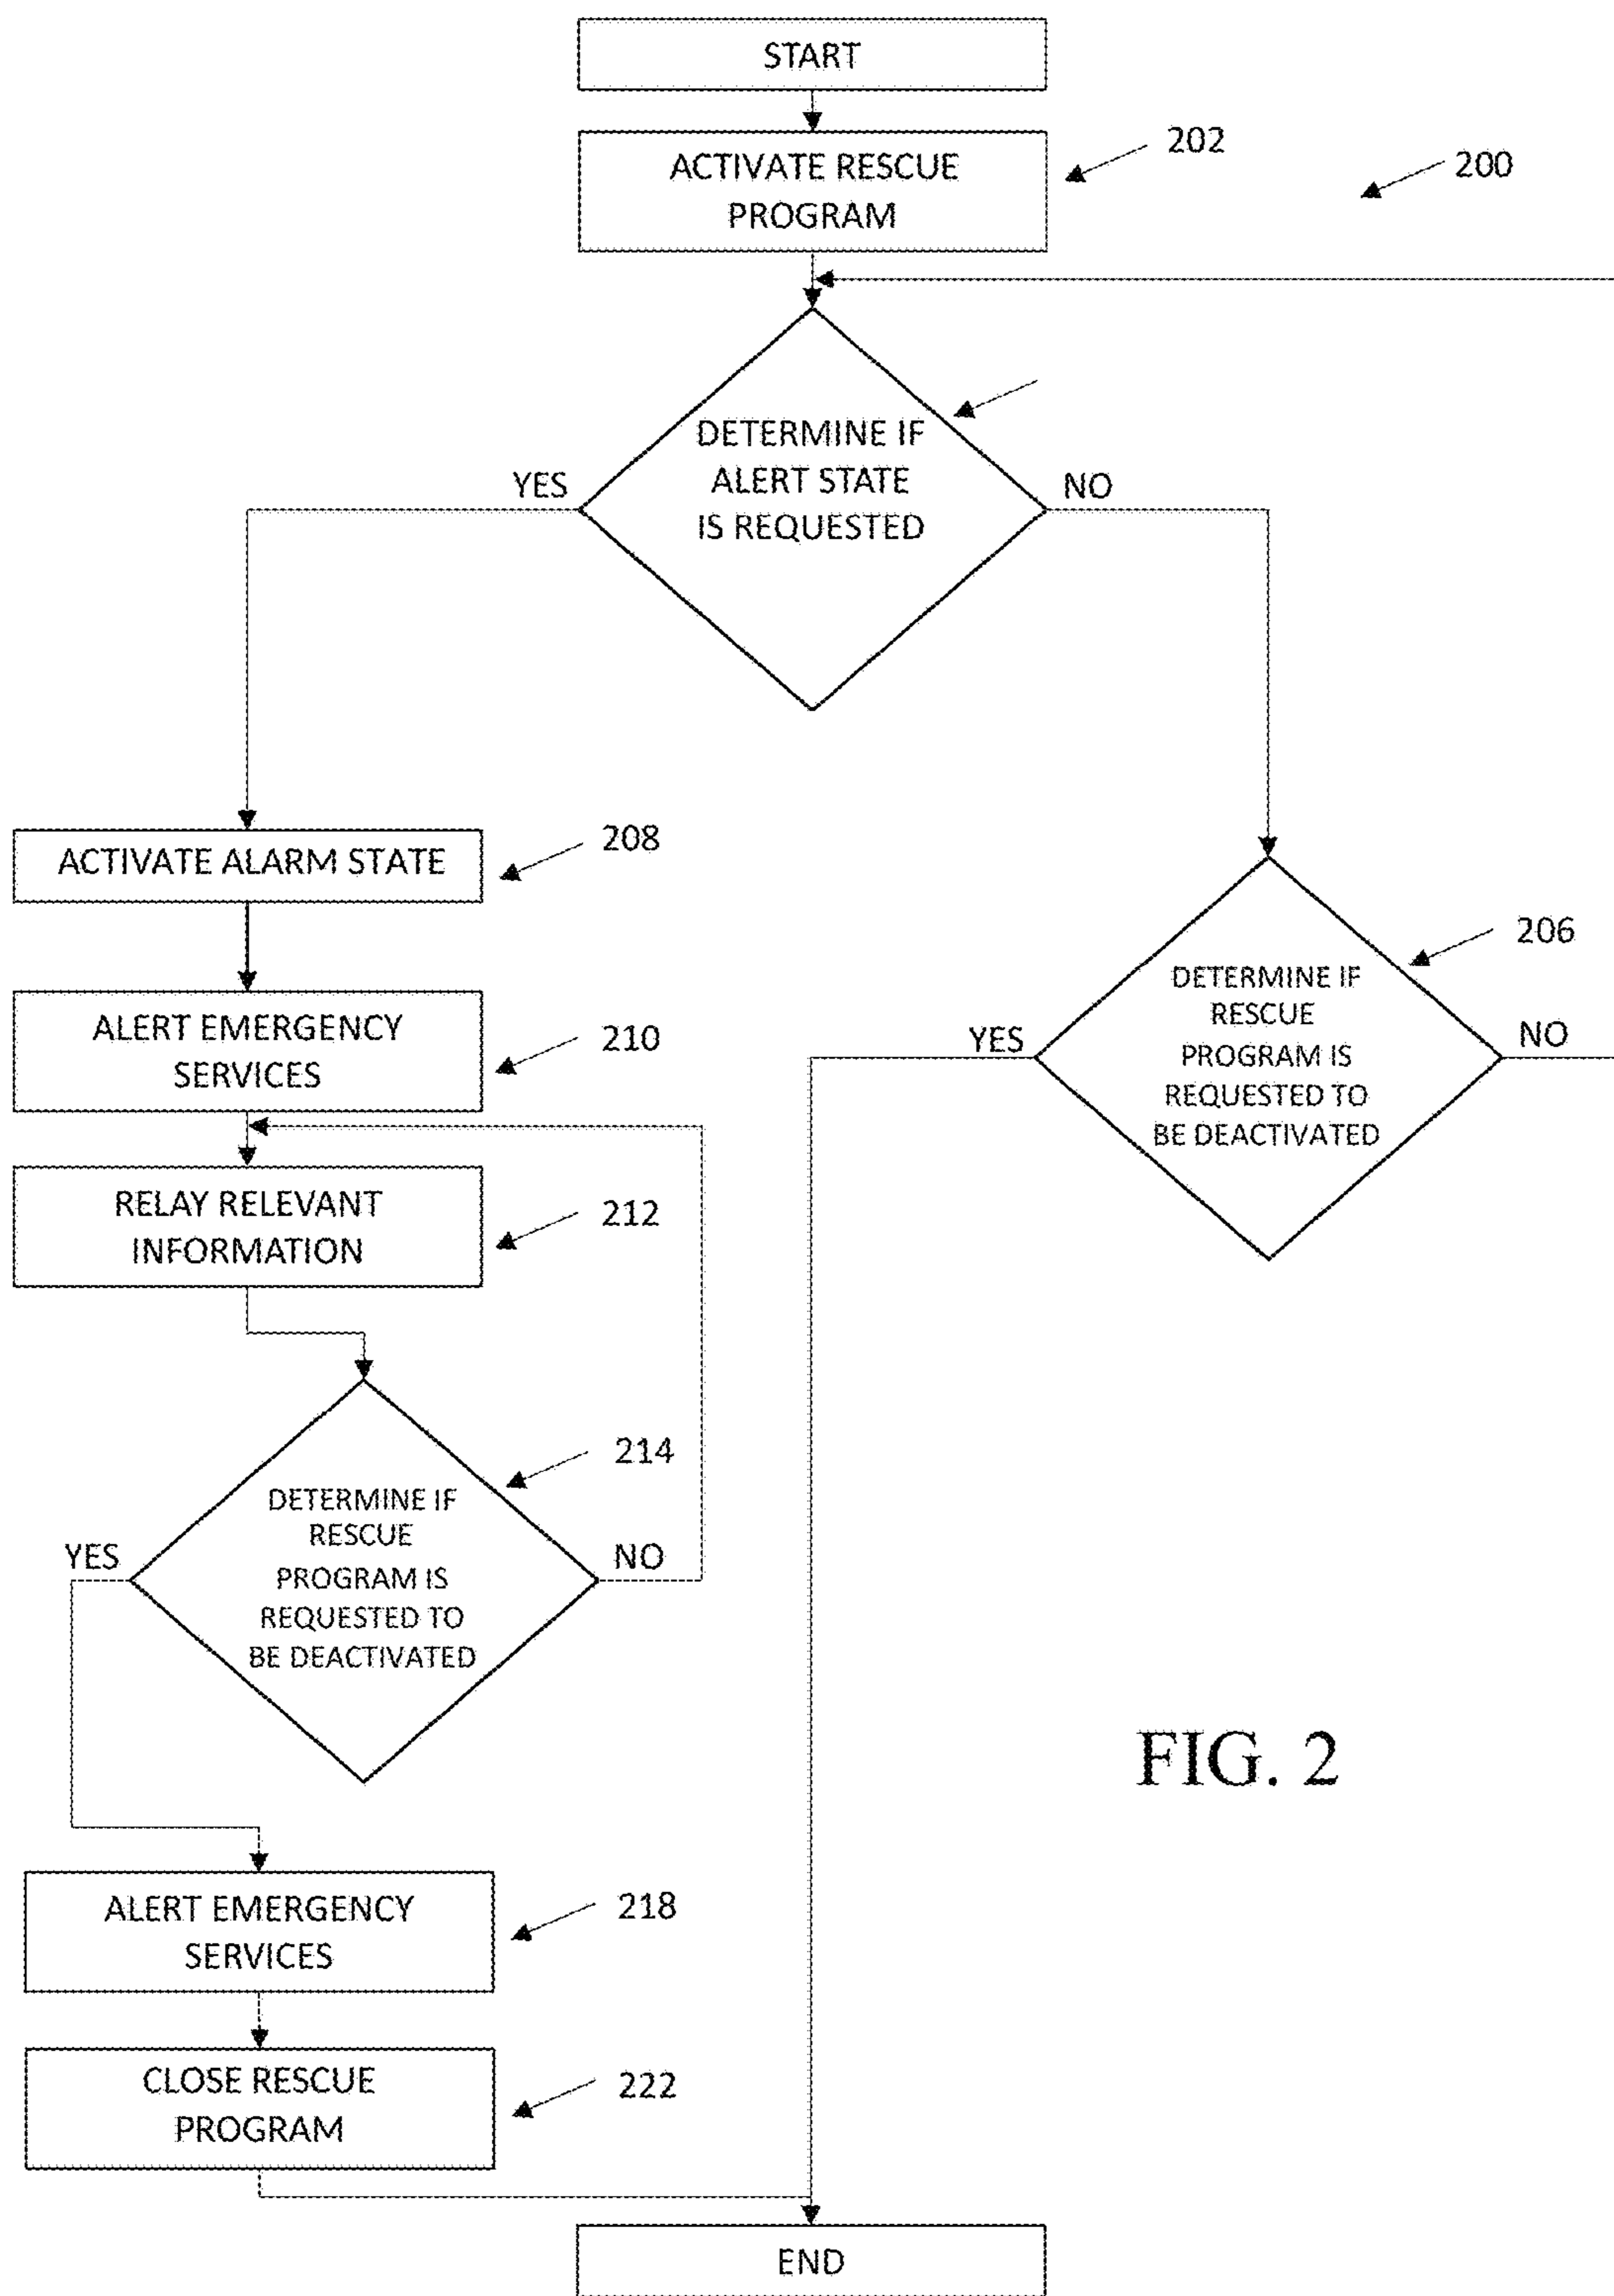 START
ACTIVATE RESCUE
PROGRAM
202
200
DETERMINE IF
ALERT STATE
IS REQUESTED
YES
NO
ACTIVATE ALARM STATE
208
206
DETERMINE IF
RESCUE
PROGRAM IS
REQUESTED TO
BE DEACTIVATED
YES
NO
ALERT EMERGENCY
SERVICES
210
RELAY RELEVANT
INFORMATION
212
214
DETERMINE IF
RESCUE
PROGRAM IS
REQUESTED TO
BE DEACTIVATED
YES
NO
FIG. 2
ALERT EMERGENCY
SERVICES
218
CLOSE RESCUE
PROGRAM
222
END